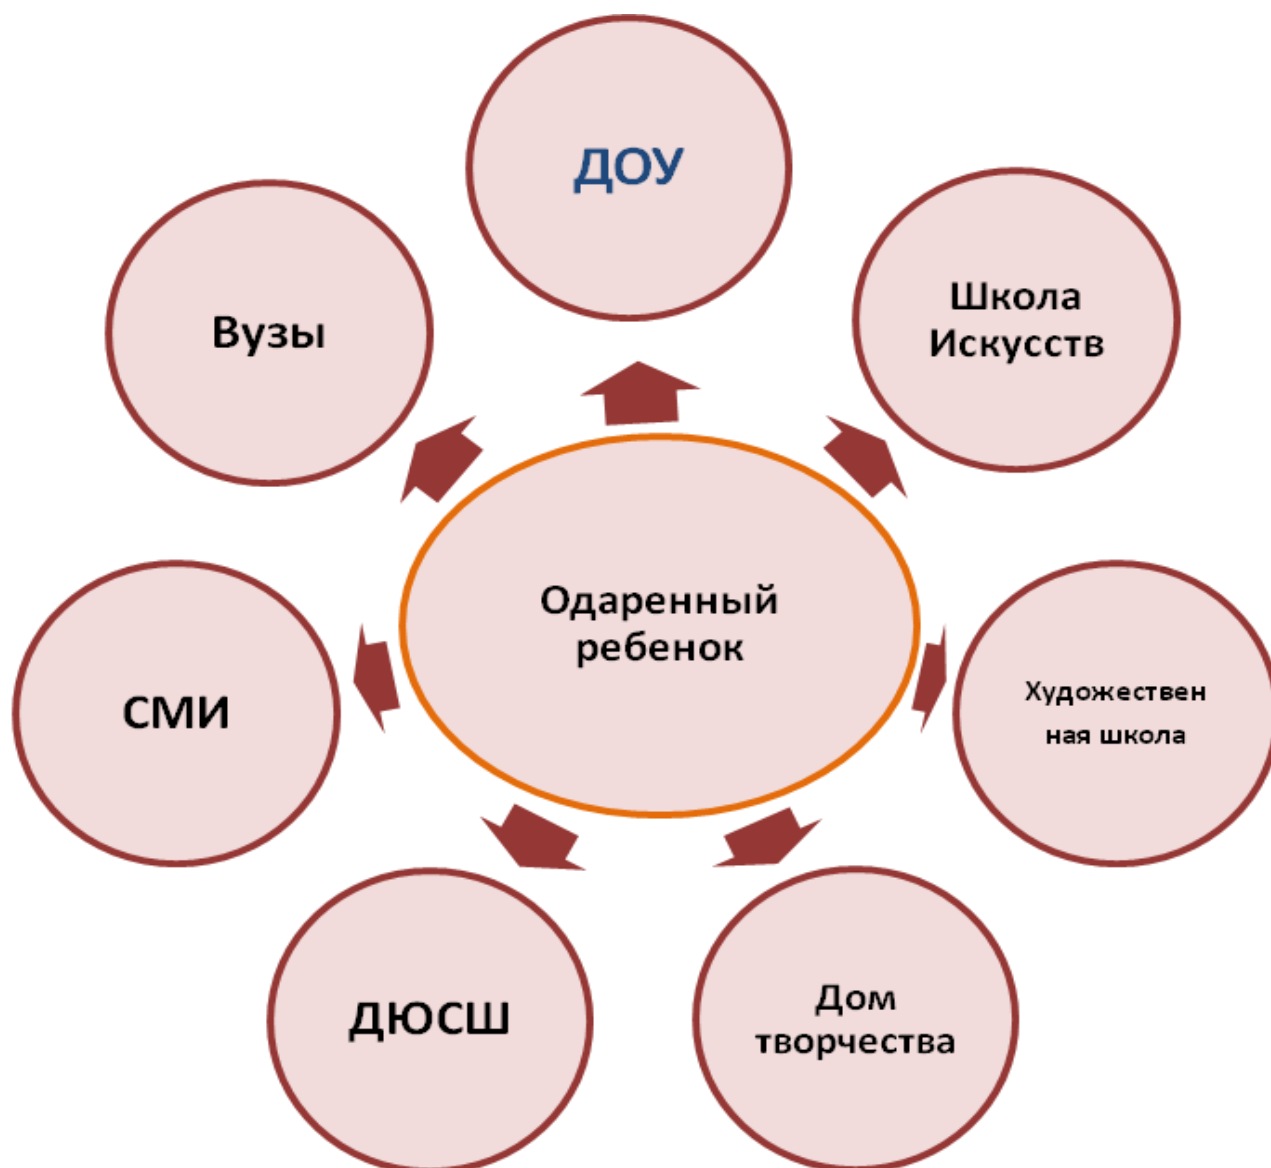 ДОУ
Школа
Искусств
Вузы
Одаренный
ребенок
Художествен
ная школа
СМИ
Дом
творчества
ДЮСШ